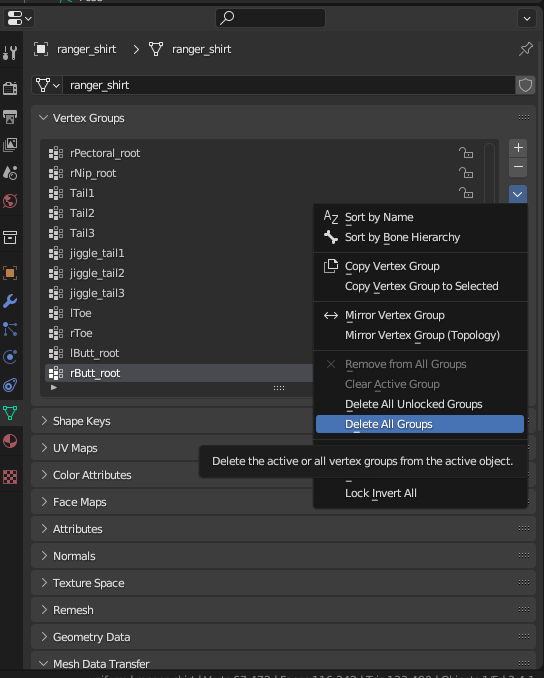 ranger_shirt > ranger_shirt
ranger_shirt
Vertex Groups
rPectoral_root
rNip_root
Tail1
Tail2
Tail3
jiggle_tail1
jiggle_tail2
jiggle_tail3
lToe
rToe
lButt_root
rButt_root
Sort by Name
Sort by Bone Hierarchy
Copy Vertex Group
Copy Vertex Group to Selected
Mirror Vertex Group
Mirror Vertex Group (Topology)
Remove from All Groups
Clear Active Group
Delete All Unlocked Groups
Delete All Groups
Delete the active or all vertex groups from the active object.
Lock Invert All
Shape Keys
UV Maps
Color Attributes
Face Maps
Attributes
Normals
Texture Space
Remesh
Geometry Data
Mesh Data Transfer